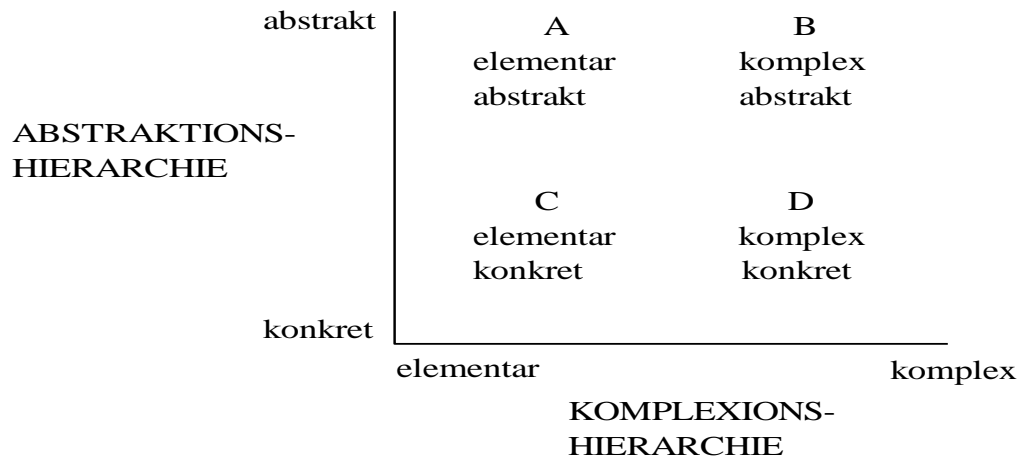 abstrakt
A
elementar
abstrakt
B
komplex
abstrakt
ABSTRAKTIONS-
HIERARCHIE
C
elementar
konkret
D
komplex
konkret
konkret
elementar
komplex
KOMPLEXIONS-
HIERARCHIE